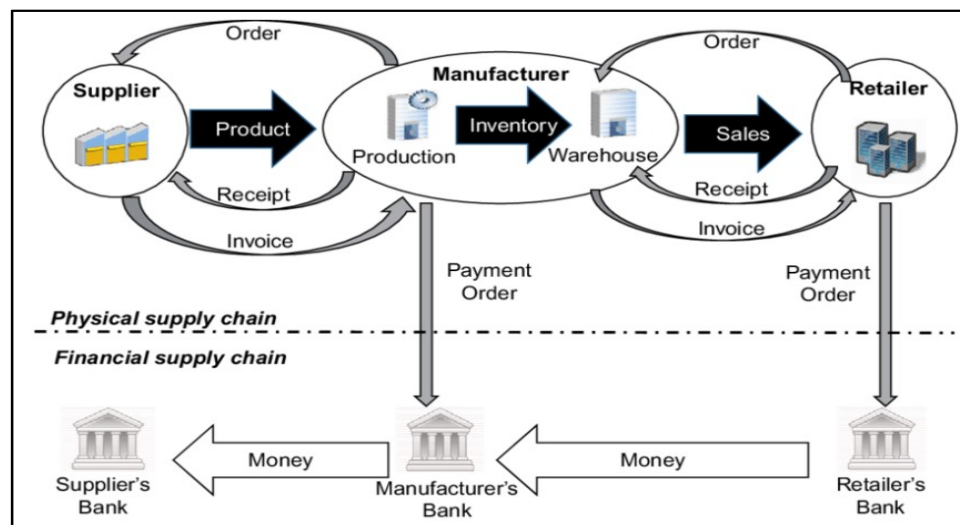 Order
Order
Manufacturer
Supplier
Retailer
Product
Inventory
Sales
Production
Warehouse
Receipt
Receipt
Invoice
Invoice
Payment
Order
Payment
Order
Physical supply chain
Financial supply chain
Money
Money
Supplier's
Bank
Manufacturer's
Bank
Retailer's
Bank